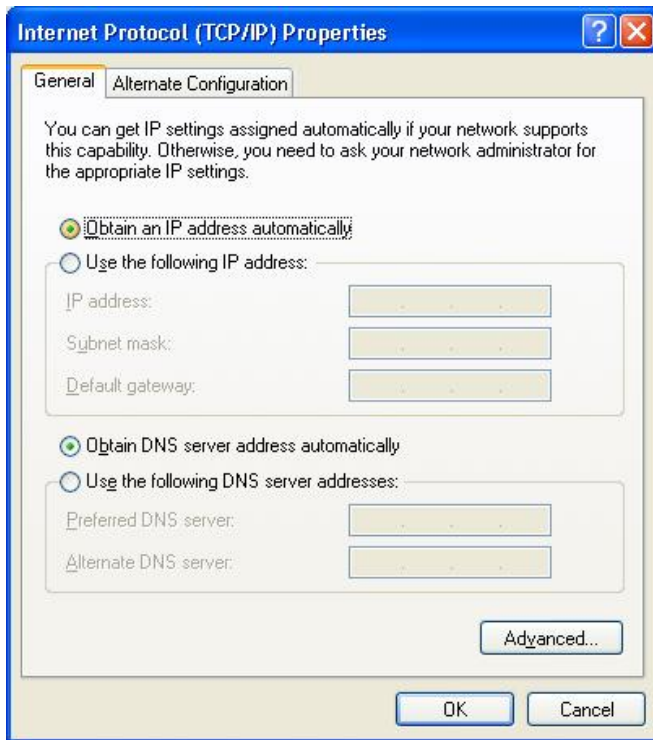 Internet Protocol (TCP/IP) Properties
?
General
Alternate Configuration
You can get IP settings assigned automatically if your network supports
this capability. Otherwise, you need to ask your network administrator for
the appropriate IP settings.
Obtain an IP address automatically
Use the following IP address:
IP address:
Subnet mask:
Default gateway:
Obtain DNS server address automatically
Use the following DNS server addresses:
Preferred DNS server:
Alternate DNS server:
Advanced...
OK
Cancel